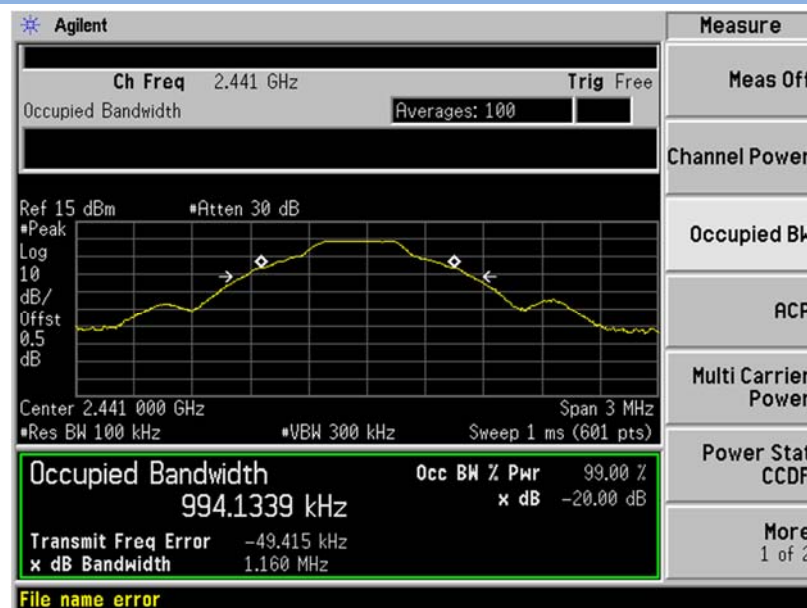 Agilent
Measure
Ch Freq 2.441 GHz Trig Free
Occupied Bandwidth Averages: 100
Ref 15 dBm #Atten 30 dB
#Peak
Log
10
dB/
Offst
0.5
dB
Center 2.441 000 GHz Span 3 MHz
#Res BW 100 kHz #VBW 300 kHz Sweep 1 ms (601 pts)
Occupied Bandwidth
994.1339 kHz
Occ BW % Pwr 99.00 %
x dB -20.00 dB
Transmit Freq Error -49.415 kHz
x dB Bandwidth 1.160 MHz
File name error
Meas Off
Channel Power
Occupied BW
ACP
Multi Carrier
Power
Power Stat
CCDF
More
1 of 2